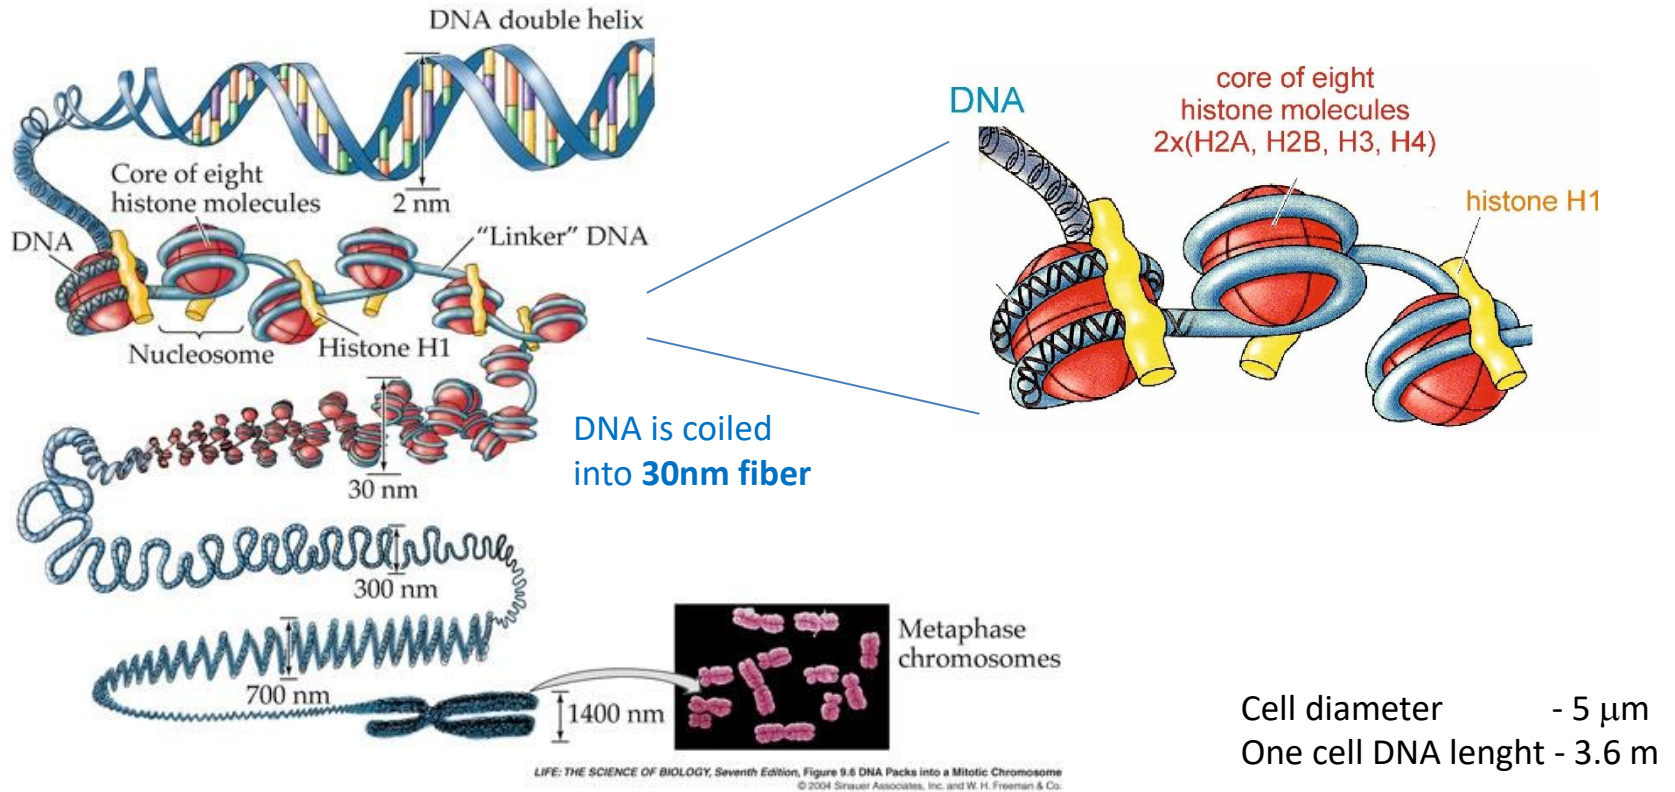 DNA double helix
2 nm
Core of eight
histone molecules
DNA
"Linker" DNA
Nucleosome
Histone H1
30 nm
300 nm
700 nm
1400 nm
Metaphase
chromosomes
DNA is coiled
into 30nm fiber
DNA
core of eight
histone molecules
2x(H2A, H2B, H3, H4)
histone H1
Cell diameter - 5 μm
One cell DNA lenght - 3.6 m
LIFE: THE SCIENCE OF BIOLOGY, Seventh Edition, Figure 9.6 DNA Packs into a Mitotic Chromosome
© 2004 Sinauer Associates, Inc. and W. H. Freeman & Co.